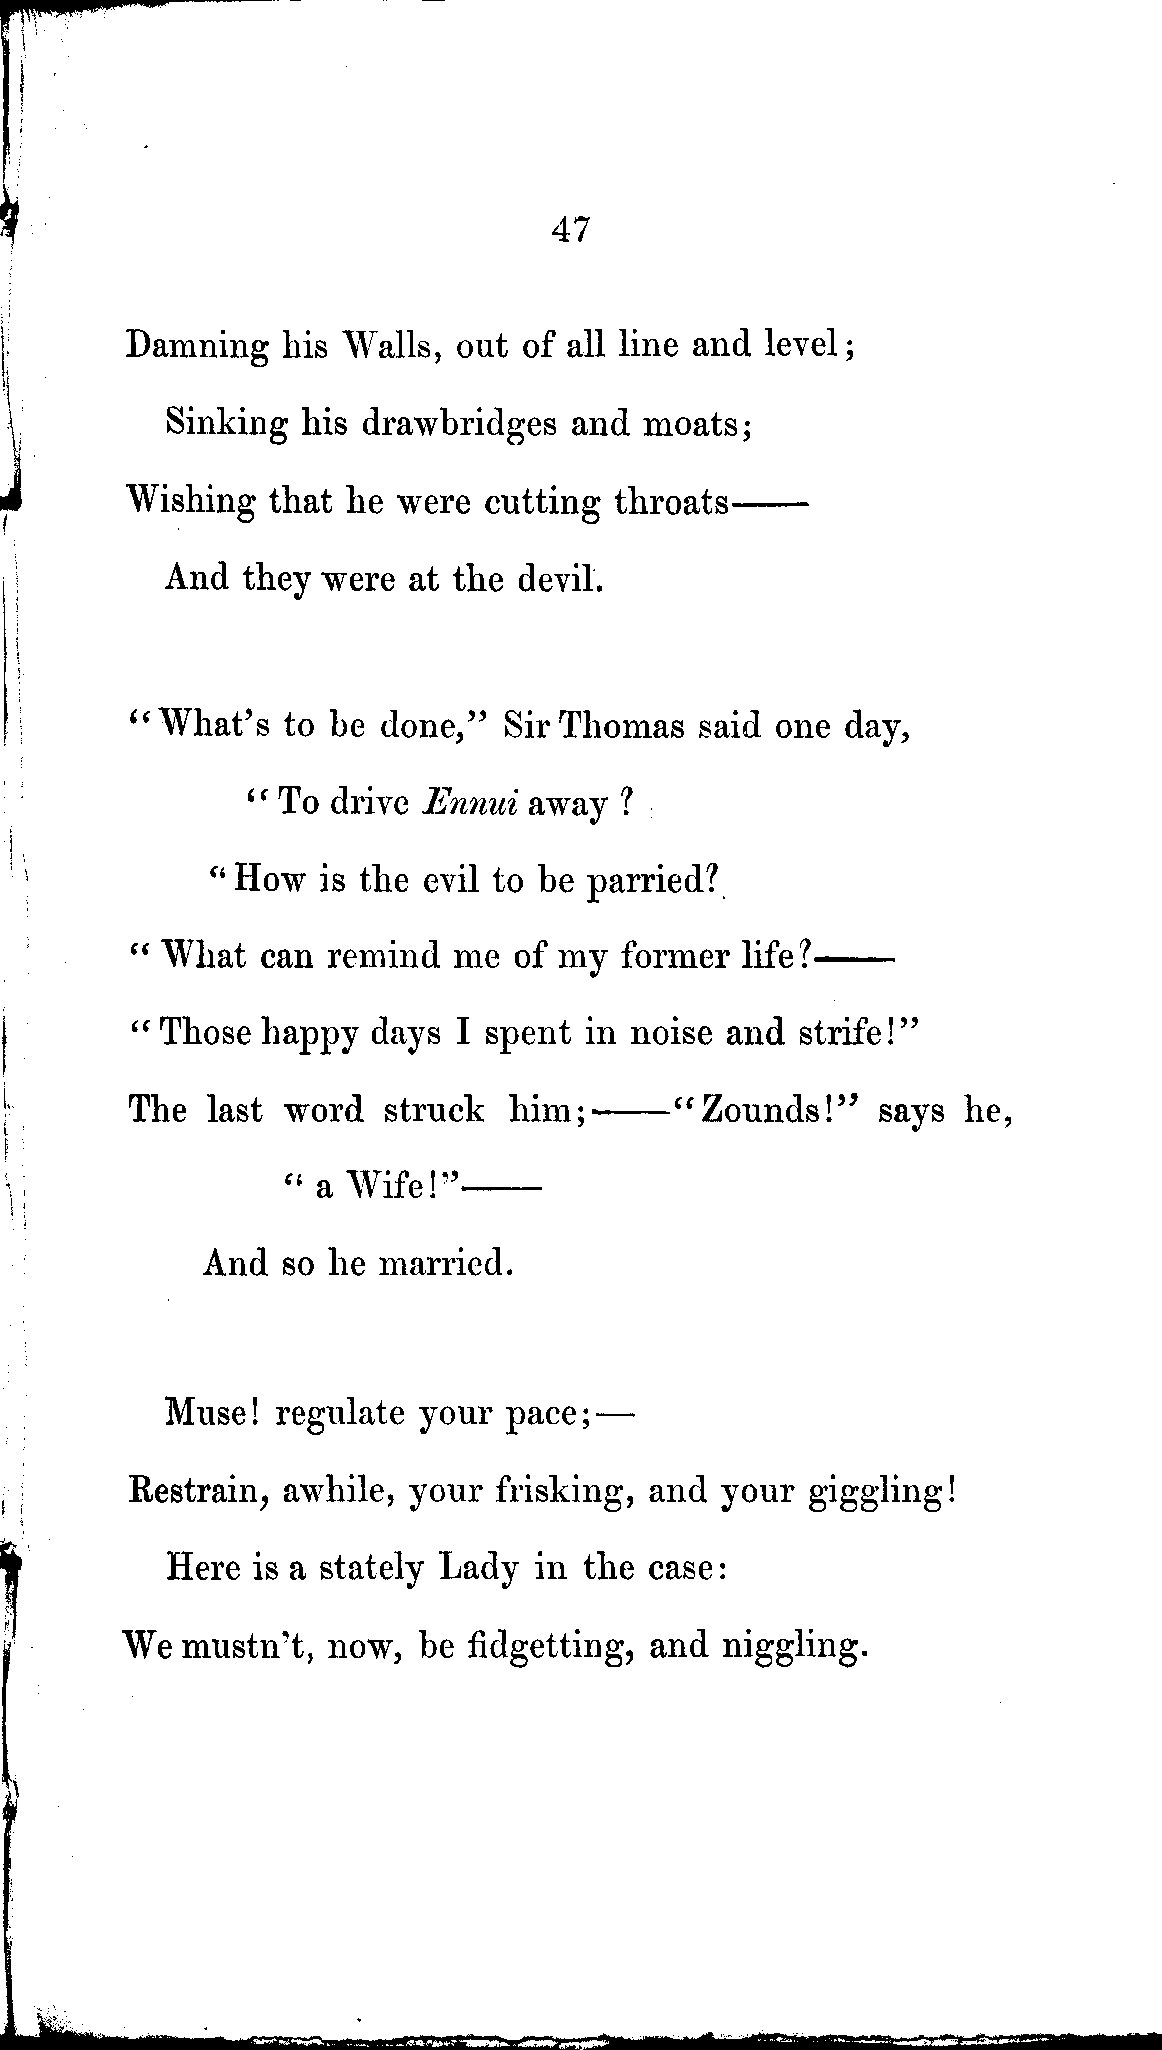 47
Damning his Walls, out of all line and level;
Sinking his drawbridges and moats;
Wishing that he were cutting throats——
And they were at the devil.
"What's to be done," Sir Thomas said one day,
"To drive Ennui away ?
"How is the evil to be parried?
"What can remind me of my former life?——
"Those happy days I spent in noise and strife!"
The last word struck him;——"Zounds!" says he,
"a Wife!"——
And so he married.
Muse! regulate your pace;—
Restrain, awhile, your frisking, and your giggling!
Here is a stately Lady in the case:
We mustn't, now, be fidgetting, and niggling.